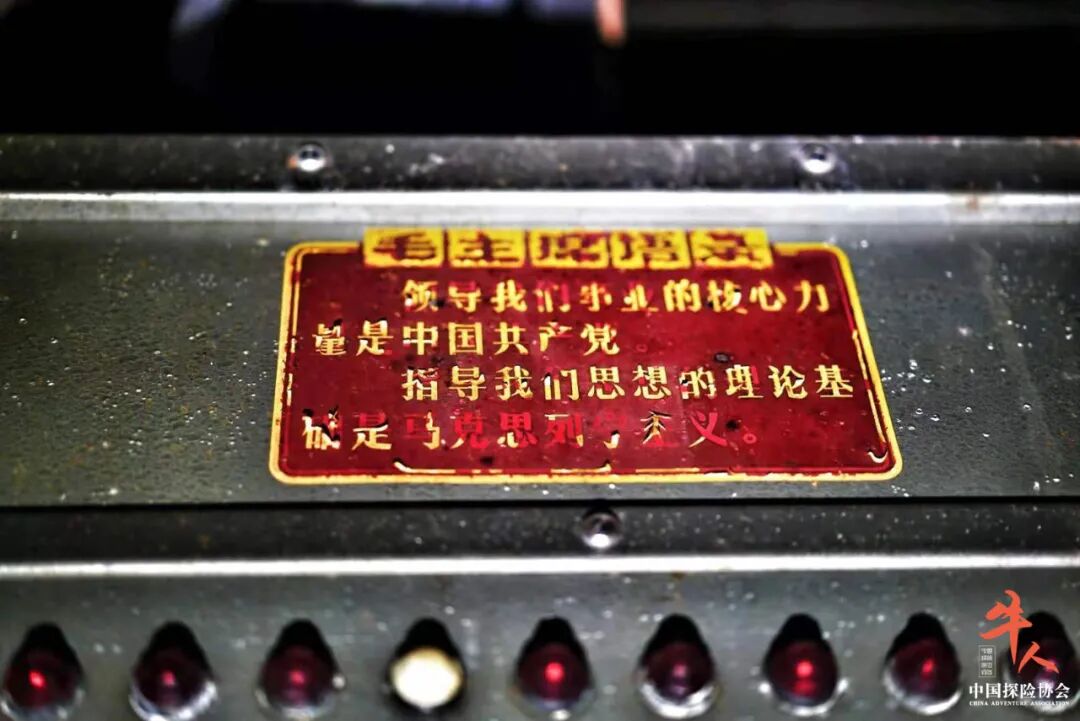 毛主席语录
领导我们事业的核心力
量是中国共产党。
指导我们思想的理论基
础是马克思列宁主义。
牛人
中国探险协会
CHINA ADVENTURE ASSOCIATION